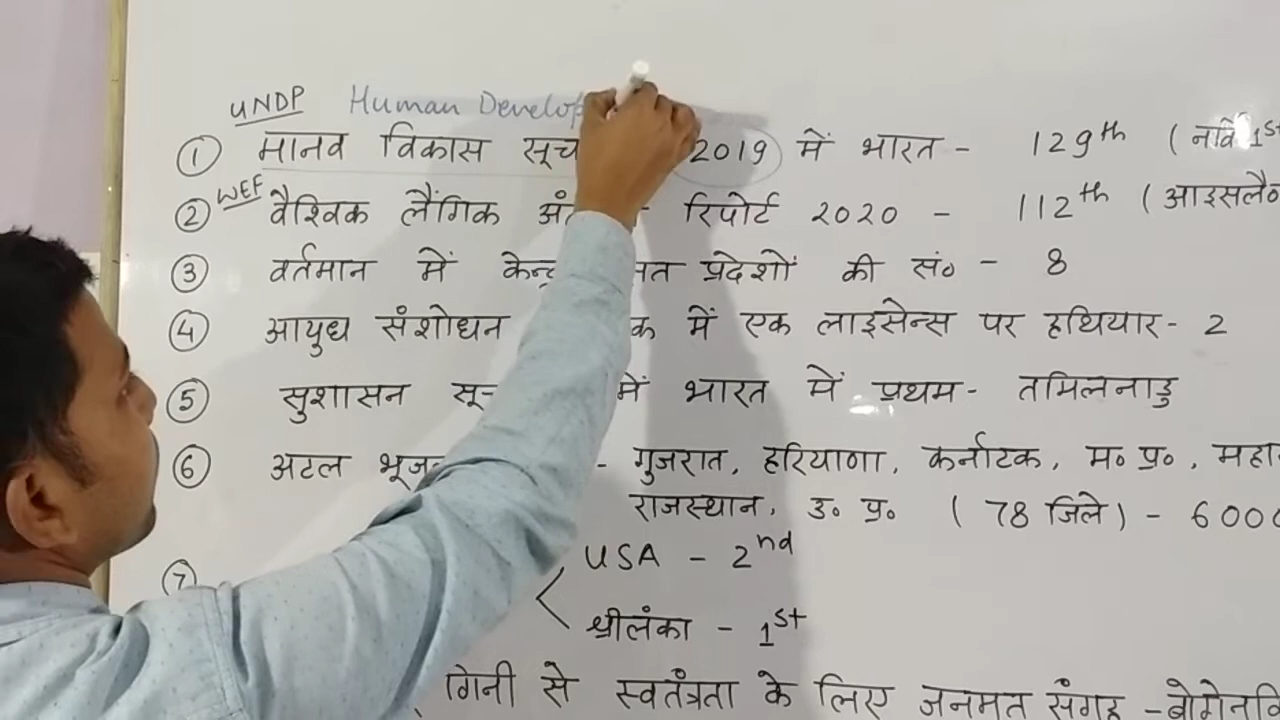 UNDP Human Develop
① मानव विकास सूच 2019 में भारत - 129th (नॉर्वे 1st
② WEF वैश्विक लैंगिक अं रिपोर्ट 2020 - 112th (आइसलै
③ वर्तमान में केन्द्र त प्रदेशों की सं० - 8
④ आयुध संशोधन क में एक लाइसेन्स पर हथियार - 2
⑤ सुशासन सू में भारत में प्रथम - तमिलनाडु
⑥ अटल भूज - गुजरात, हरियाणा, कर्नाटक, म० प्र०, महा
राजस्थान, उ० प्र० (78 जिले) - 600
⑦ USA - 2nd
श्रीलंका - 1st
गिनी से स्वतंत्रता के लिए जनमत संग्रह - बोगेनवि